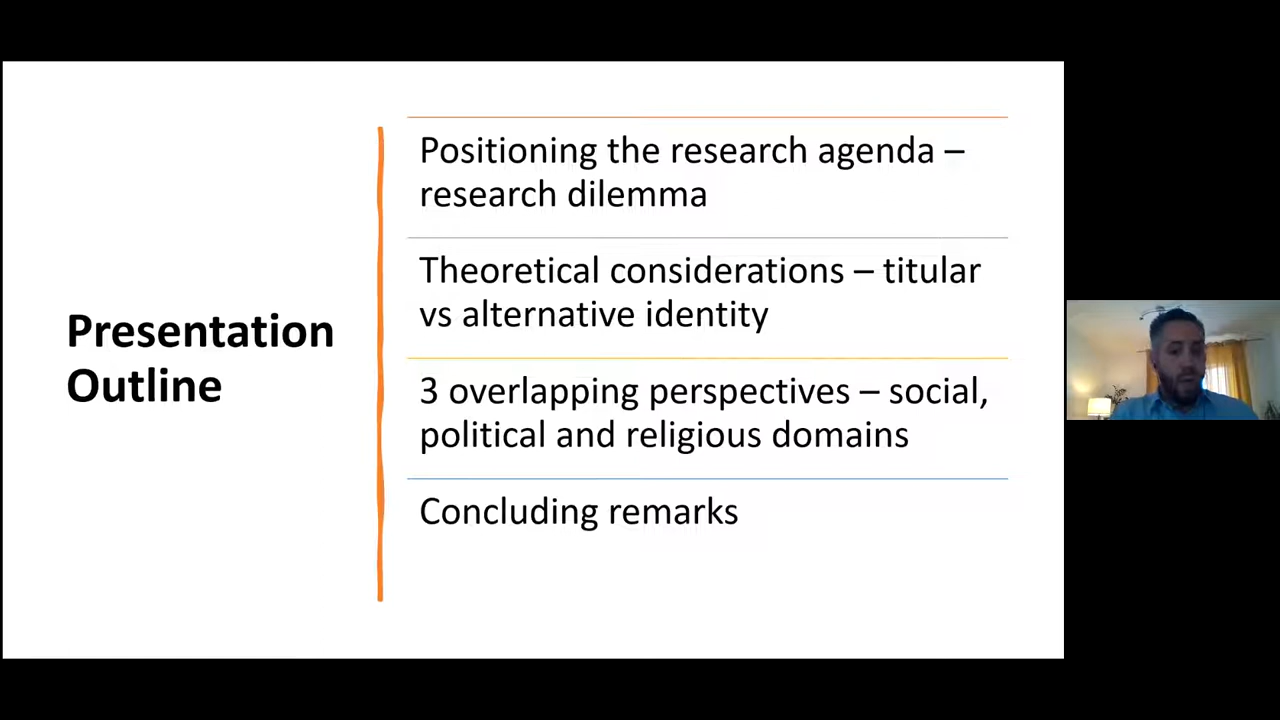 Presentation
Outline
Positioning the research agenda –
research dilemma
Theoretical considerations – titular
vs alternative identity
3 overlapping perspectives – social,
political and religious domains
Concluding remarks